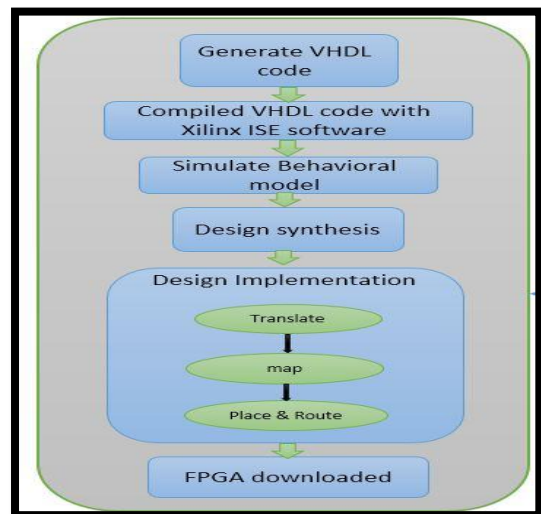 Generate VHDL
code
Compiled VHDL code with
Xilinx ISE software
Simulate Behavioral
model
Design synthesis
Design Implementation
Translate
map
Place & Route
FPGA downloaded